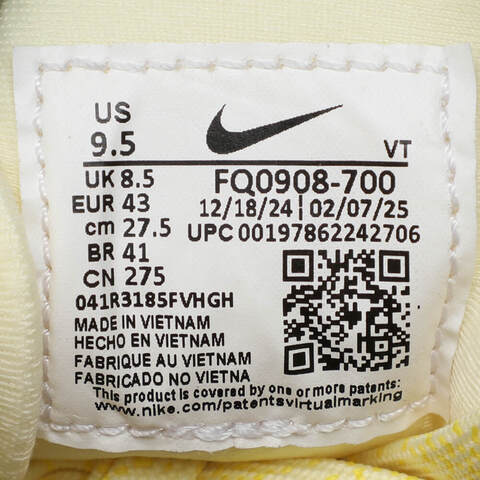 US
9.5
VT
UK 8.5
FQ0908-700
EUR 43
12/18/24 | 02/07/25
cm 27.5
UPC 00197862242706
BR 41
CN 275
041R3185FVHGH
MADE IN VIETNAM
HECHO EN VIETNAM
FABRIQUE AU VIETNAM
FABRICADO NO VIETNA
This is covered by one or more patents:
www.nike.com/patentsvirtualmarking